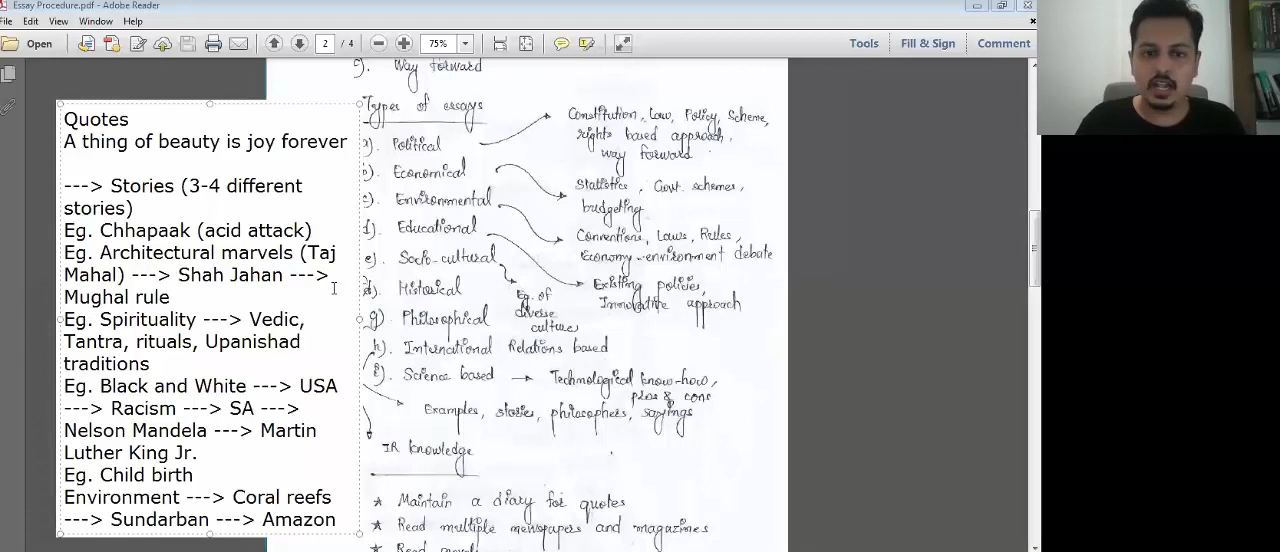 Essay Procedure.pdf - Adobe Reader
File Edit View Window Help
Open 2 / 4 75% Tools Fill & Sign Comment
Quotes
A thing of beauty is joy forever
---> Stories (3-4 different
stories)
Eg. Chhapaak (acid attack)
Eg. Architectural marvels (Taj
Mahal) ---> Shah Jahan --->
Mughal rule
Eg. Spirituality ---> Vedic,
Tantra, rituals, Upanishad
traditions
Eg. Black and White ---> USA
---> Racism ---> SA --->
Nelson Mandela ---> Martin
Luther King Jr.
Eg. Child birth
Environment ---> Coral reefs
---> Sundarban ---> Amazon
Way forward
Types of essays
a). Political
b). Economical
c). Environmental
d). Educational
e). Socio-cultural
Historical
g). Philosophical
h). International Relations based
i). Science based → Technological know-how,
pros & cons
Constitution, Law, Policy, Scheme,
rights based approach,
way forward
Statistics, Govt. schemes,
budgeting
Conventions, Laws, Rules,
Economy-environment debate
Existing policies,
Innovative approach
Eg. of
diverse
cultures
Examples, stories, philosophers, sayings
IR knowledge
* Maintain a diary for quotes
* Read multiple newspapers and magazines
* Read